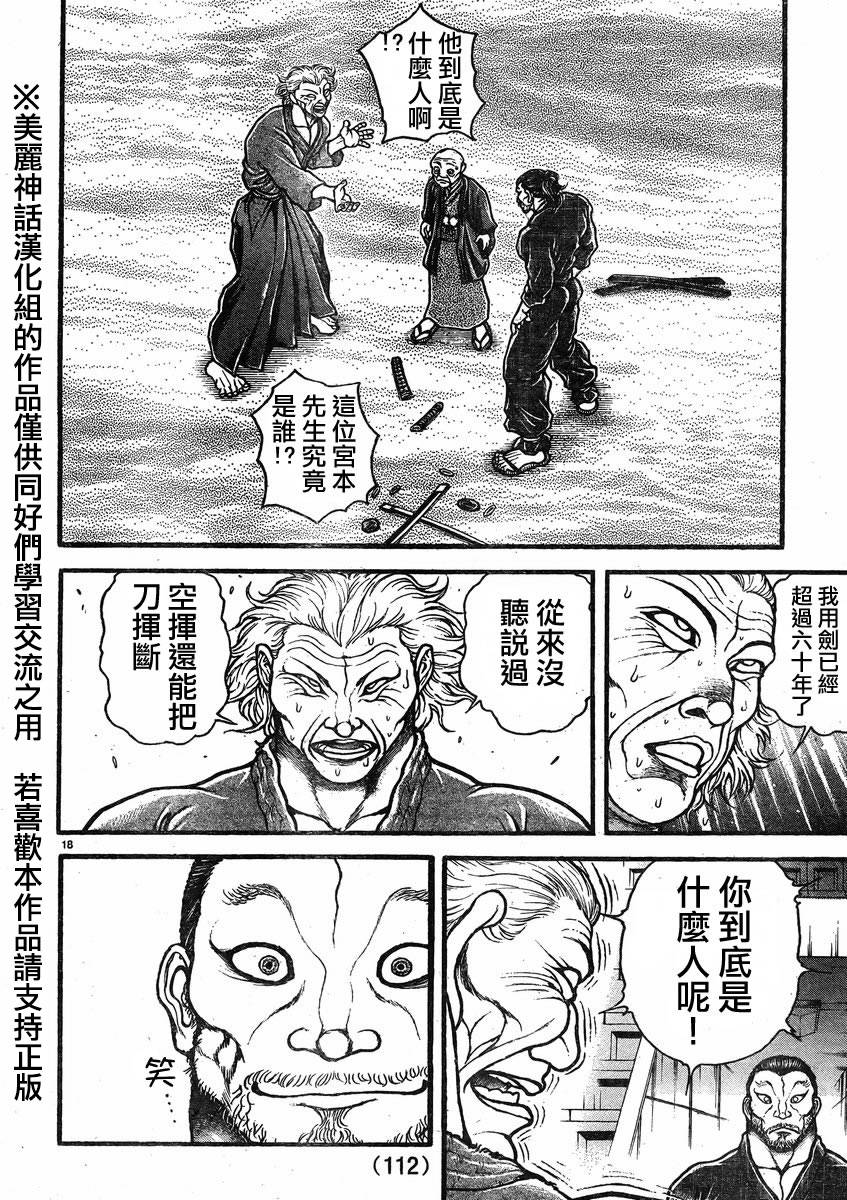 他到底是
什麼人啊
!?
這位宮本
先生究竟
是誰!?
我用劍已經
超過六十年了
從來沒
聽説過
空揮還能把
刀揮斷
18
你到底是
什麼人呢！
笑…
(112)
※美麗神話漢化組的作品僅供同好們學習交流之用　若喜歡本作品請支持正版